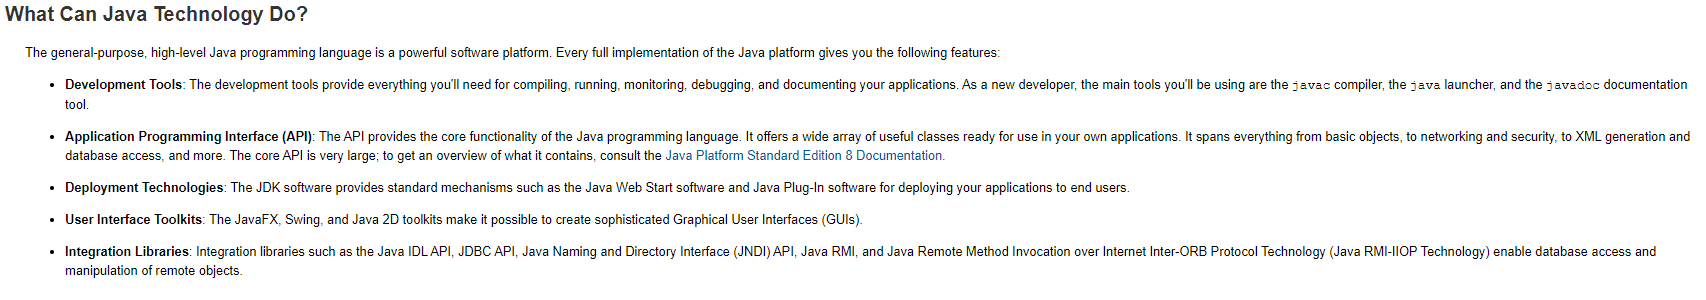 What Can Java Technology Do?
The general-purpose, high-level Java programming language is a powerful software platform. Every full implementation of the Java platform gives you the following features:
• Development Tools: The development tools provide everything you'll need for compiling, running, monitoring, debugging, and documenting your applications. As a new developer, the main tools you'll be using are the javac compiler, the java launcher, and the javadoc documentation
tool.
• Application Programming Interface (API): The API provides the core functionality of the Java programming language. It offers a wide array of useful classes ready for use in your own applications. It spans everything from basic objects, to networking and security, to XML generation and
database access, and more. The core API is very large; to get an overview of what it contains, consult the Java Platform Standard Edition 8 Documentation.
• Deployment Technologies: The JDK software provides standard mechanisms such as the Java Web Start software and Java Plug-In software for deploying your applications to end users.
• User Interface Toolkits: The JavaFX, Swing, and Java 2D toolkits make it possible to create sophisticated Graphical User Interfaces (GUIs).
• Integration Libraries: Integration libraries such as the Java IDL API, JDBC API, Java Naming and Directory Interface (JNDI) API, Java RMI, and Java Remote Method Invocation over Internet Inter-ORB Protocol Technology (Java RMI-IIOP Technology) enable database access and
manipulation of remote objects.